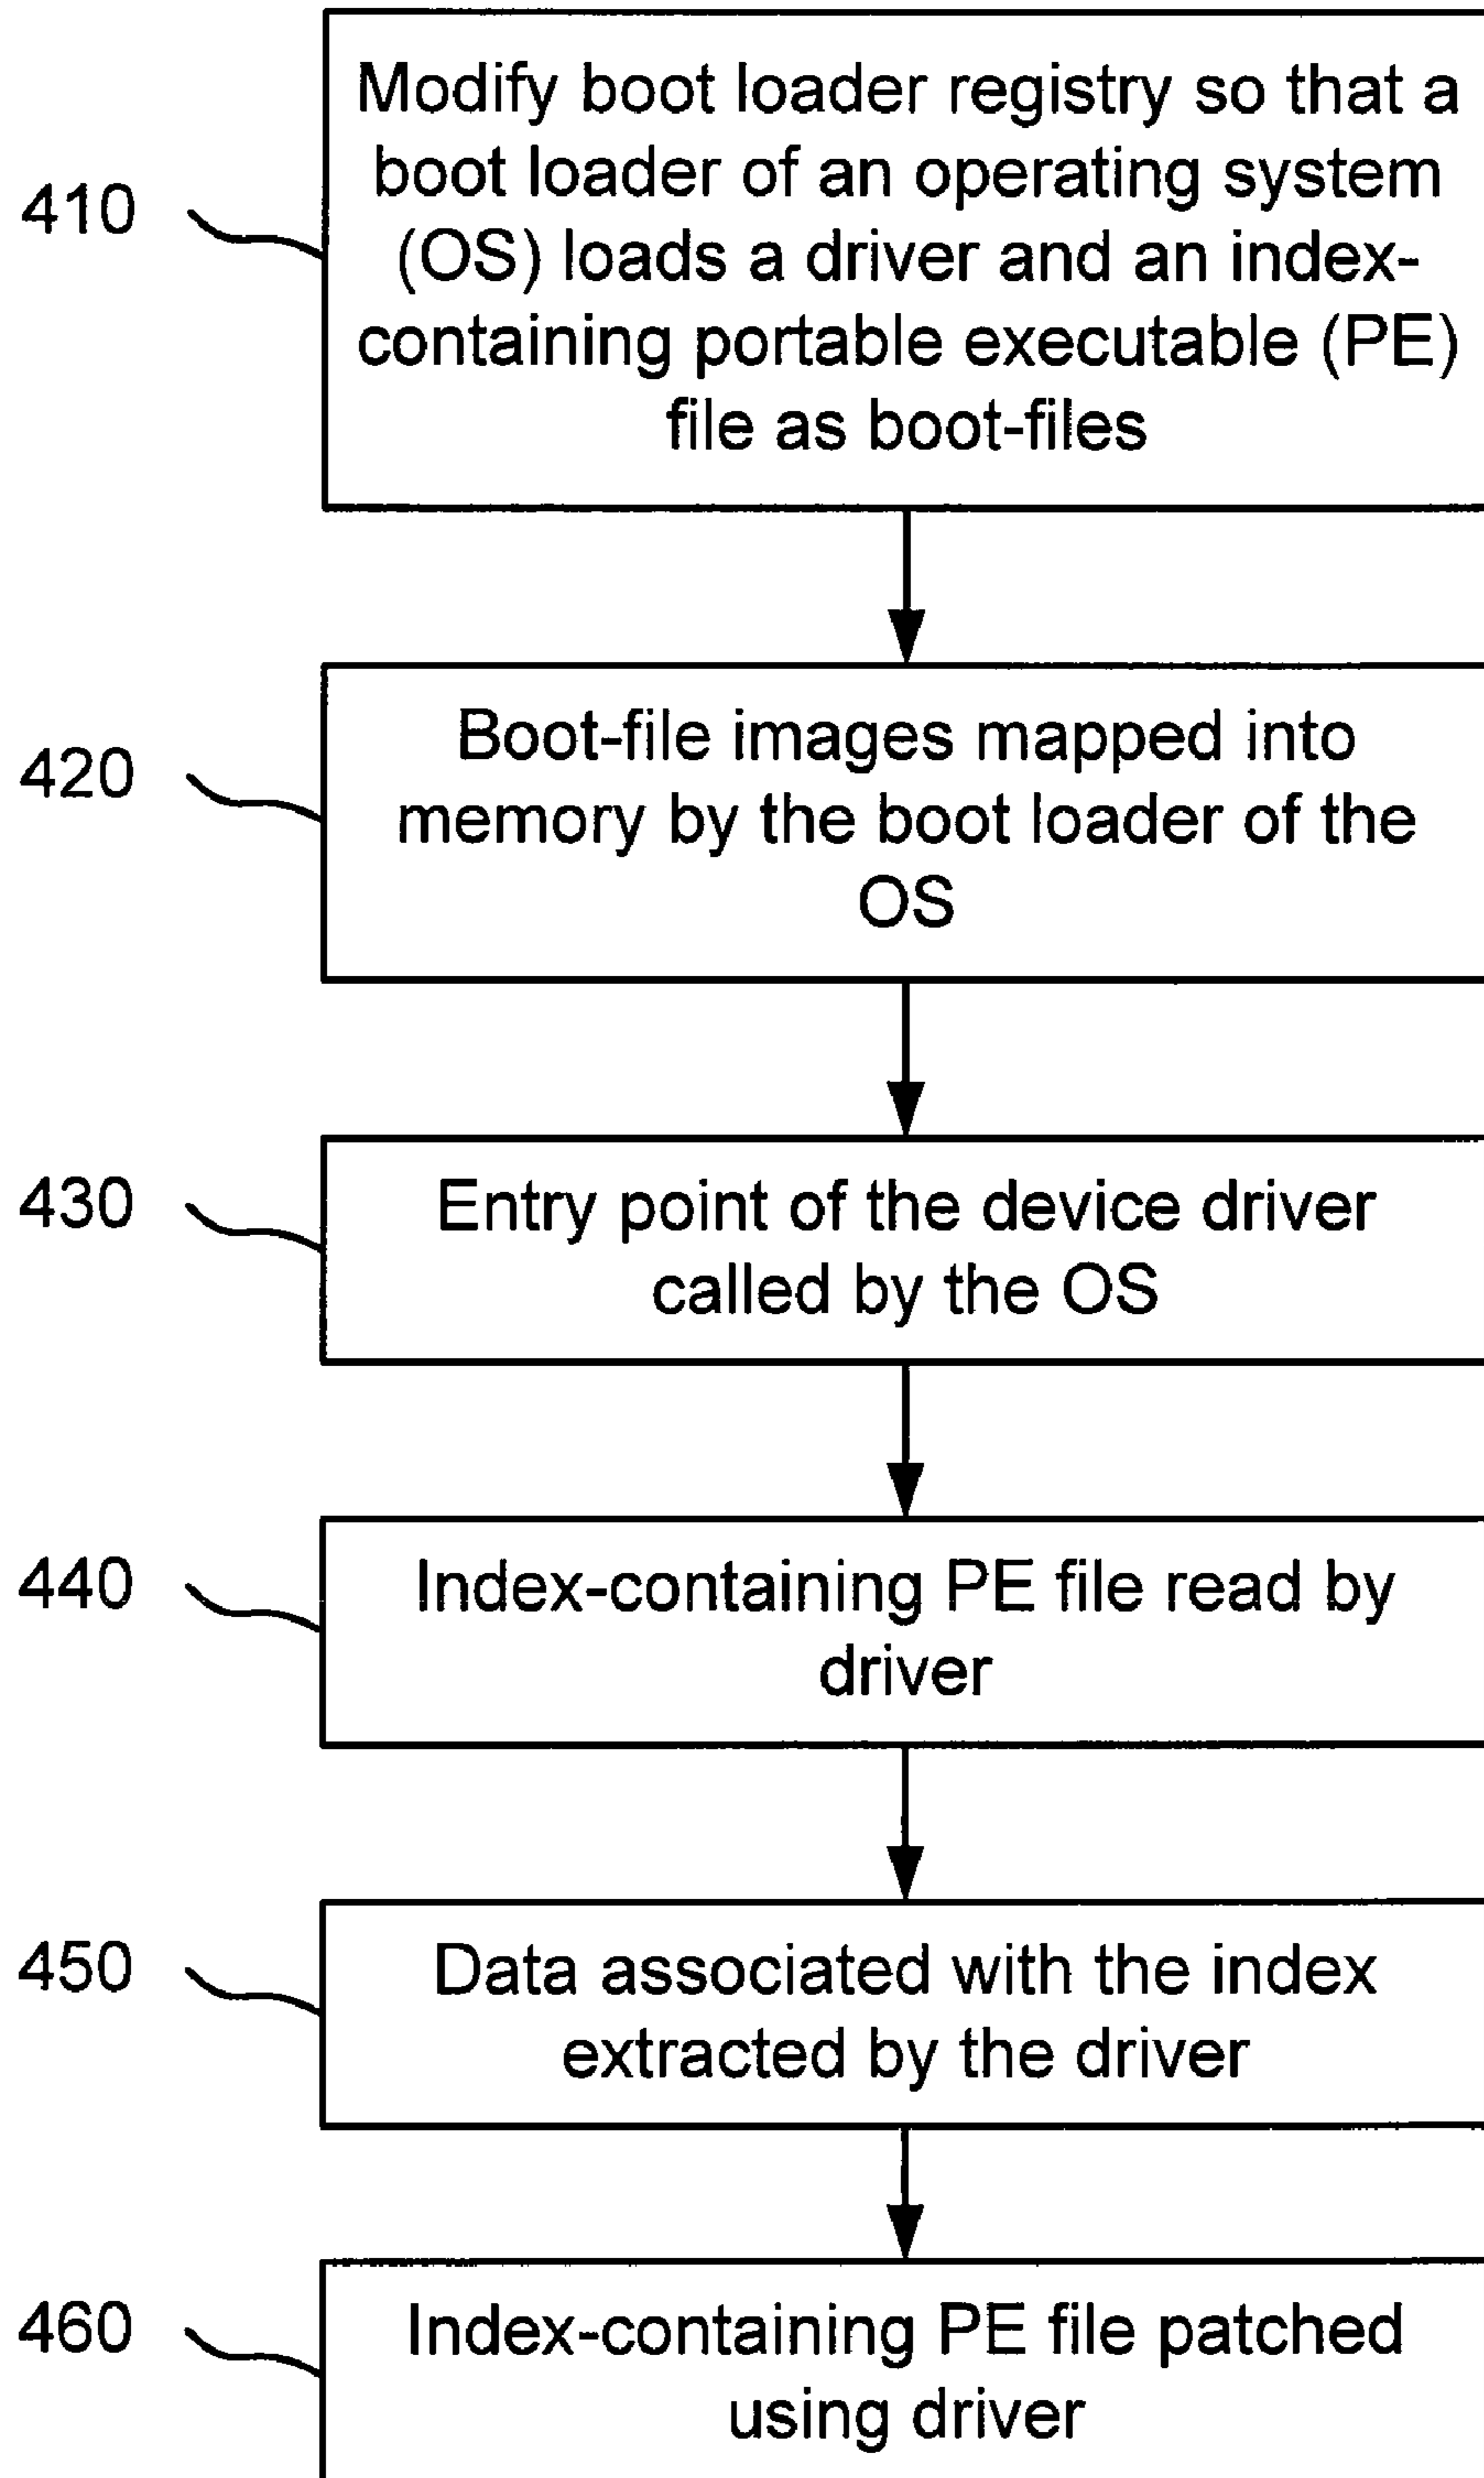 Modify boot loader registry so that a
boot loader of an operating system
410
(OS) loads a driver and an index-
containing portable executable (PE)
file as boot-files
Boot-file images mapped into
420
memory by the boot loader of the
OS
430
Entry point of the device driver
called by the OS
440
Index-containing PE file read by
driver
450
Data associated with the index
extracted by the driver
460
Index-containing PE file patched
using driver